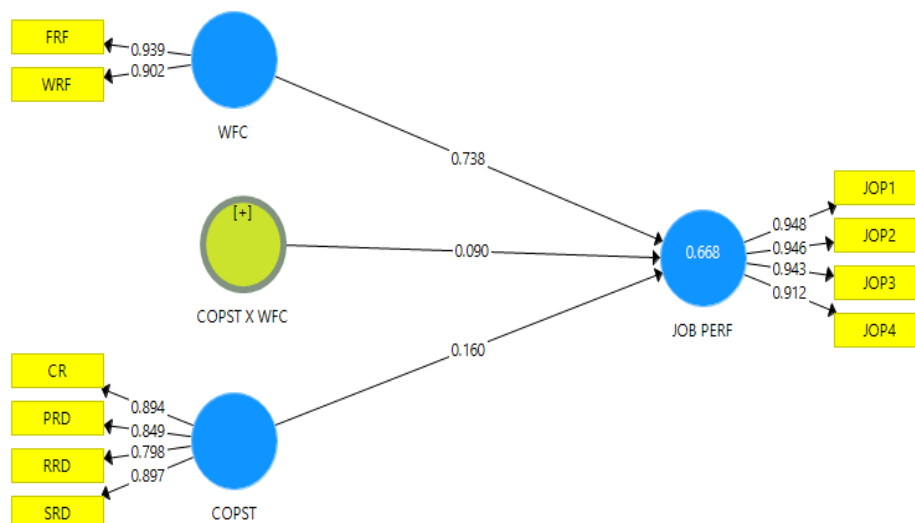 FRF
0.939
WRF
0.902
WFC
0.738
[+]
COPST X WFC
0.090
0.668
JOB PERF
JOP1
0.948
JOP2
0.946
JOP3
0.943
JOP4
0.912
0.160
CR
0.894
PRD
0.849
RRD
0.798
SRD
0.897
COPST